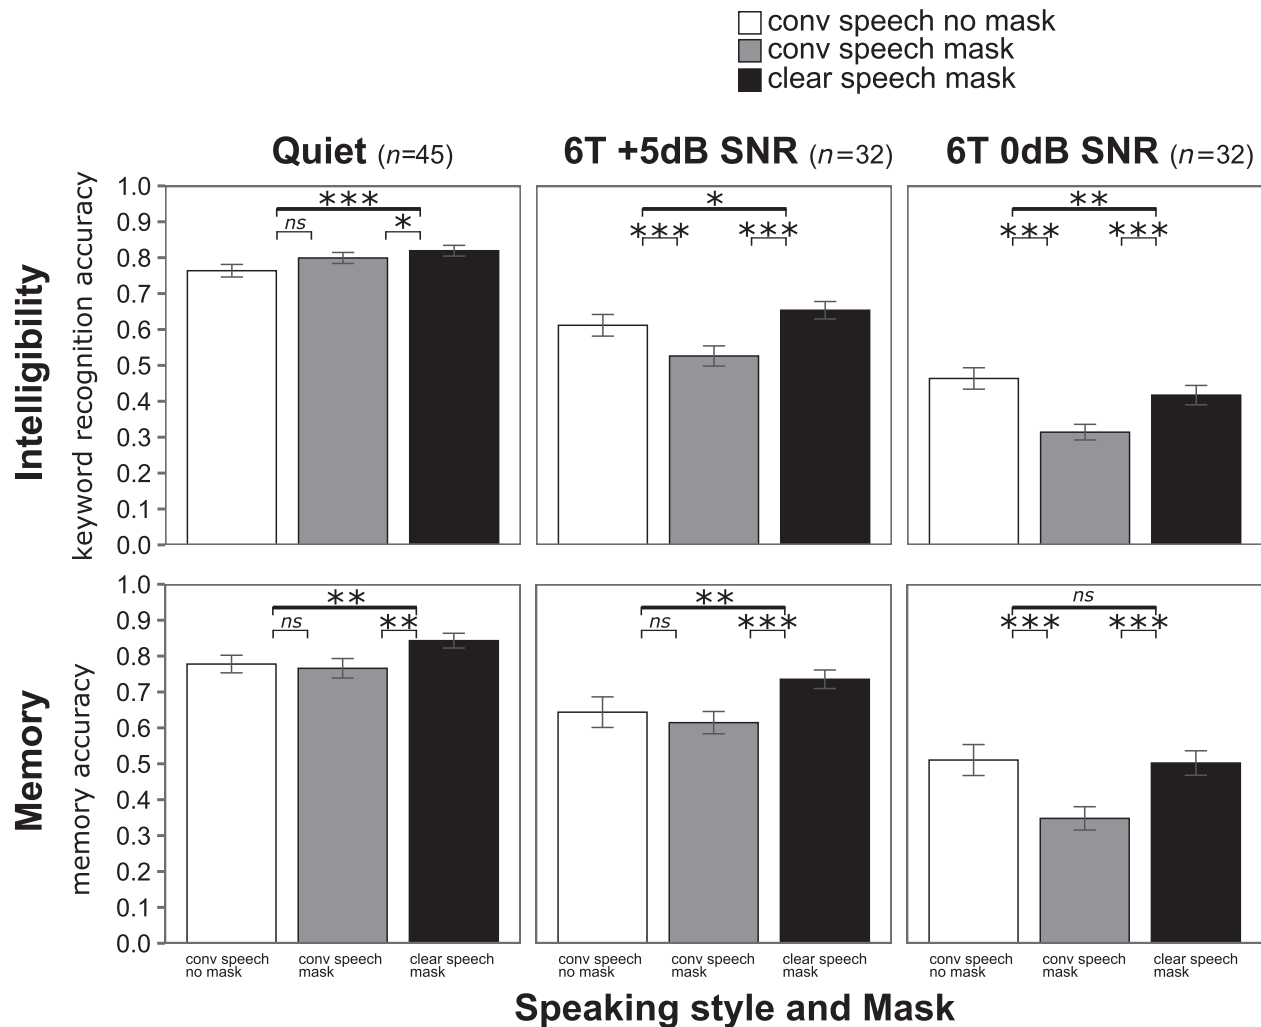 conv speech no mask
conv speech mask
clear speech mask
Quiet (n=45)
6T +5dB SNR (n=32)
6T 0dB SNR (n=32)
Intelligibility
keyword recognition accuracy
1.0
0.9
0.8
0.7
0.6
0.5
0.4
0.3
0.2
0.1
0.0
***
ns
*
*
***
***
**
***
***
Memory
memory accuracy
1.0
0.9
0.8
0.7
0.6
0.5
0.4
0.3
0.2
0.1
0.0
**
ns
**
**
ns
***
ns
***
***
conv speech
no mask
conv speech
mask
clear speech
mask
conv speech
no mask
conv speech
mask
clear speech
mask
conv speech
no mask
conv speech
mask
clear speech
mask
Speaking style and Mask